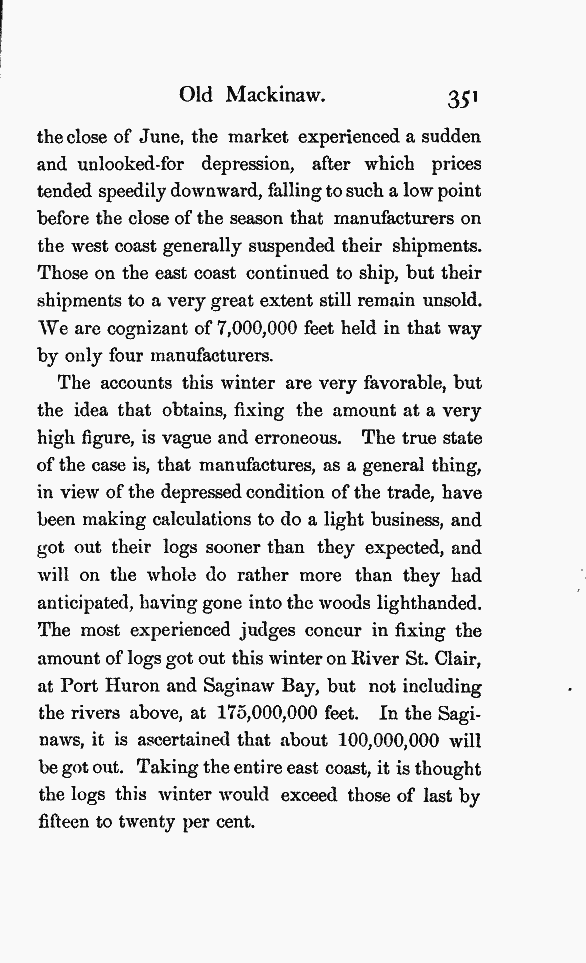 Old Mackinaw. 351
the close of June, the market experienced a sudden
and unlooked-for depression, after which prices
tended speedily downward, falling to such a low point
before the close of the season that manufacturers on
the west coast generally suspended their shipments.
Those on the east coast continued to ship, but their
shipments to a very great extent still remain unsold.
We are cognizant of 7,000,000 feet held in that way
by only four manufacturers.
The accounts this winter are very favorable, but
the idea that obtains, fixing the amount at a very
high figure, is vague and erroneous. The true state
of the case is, that manufactures, as a general thing,
in view of the depressed condition of the trade, have
been making calculations to do a light business, and
got out their logs sooner than they expected, and
will on the whole do rather more than they had
anticipated, having gone into the woods lighthanded.
The most experienced judges concur in fixing the
amount of logs got out this winter on River St. Clair,
at Port Huron and Saginaw Bay, but not including
the rivers above, at 175,000,000 feet. In the Sagi-
naws, it is ascertained that about 100,000,000 will
be got out. Taking the entire east coast, it is thought
the logs this winter would exceed those of last by
fifteen to twenty per cent.